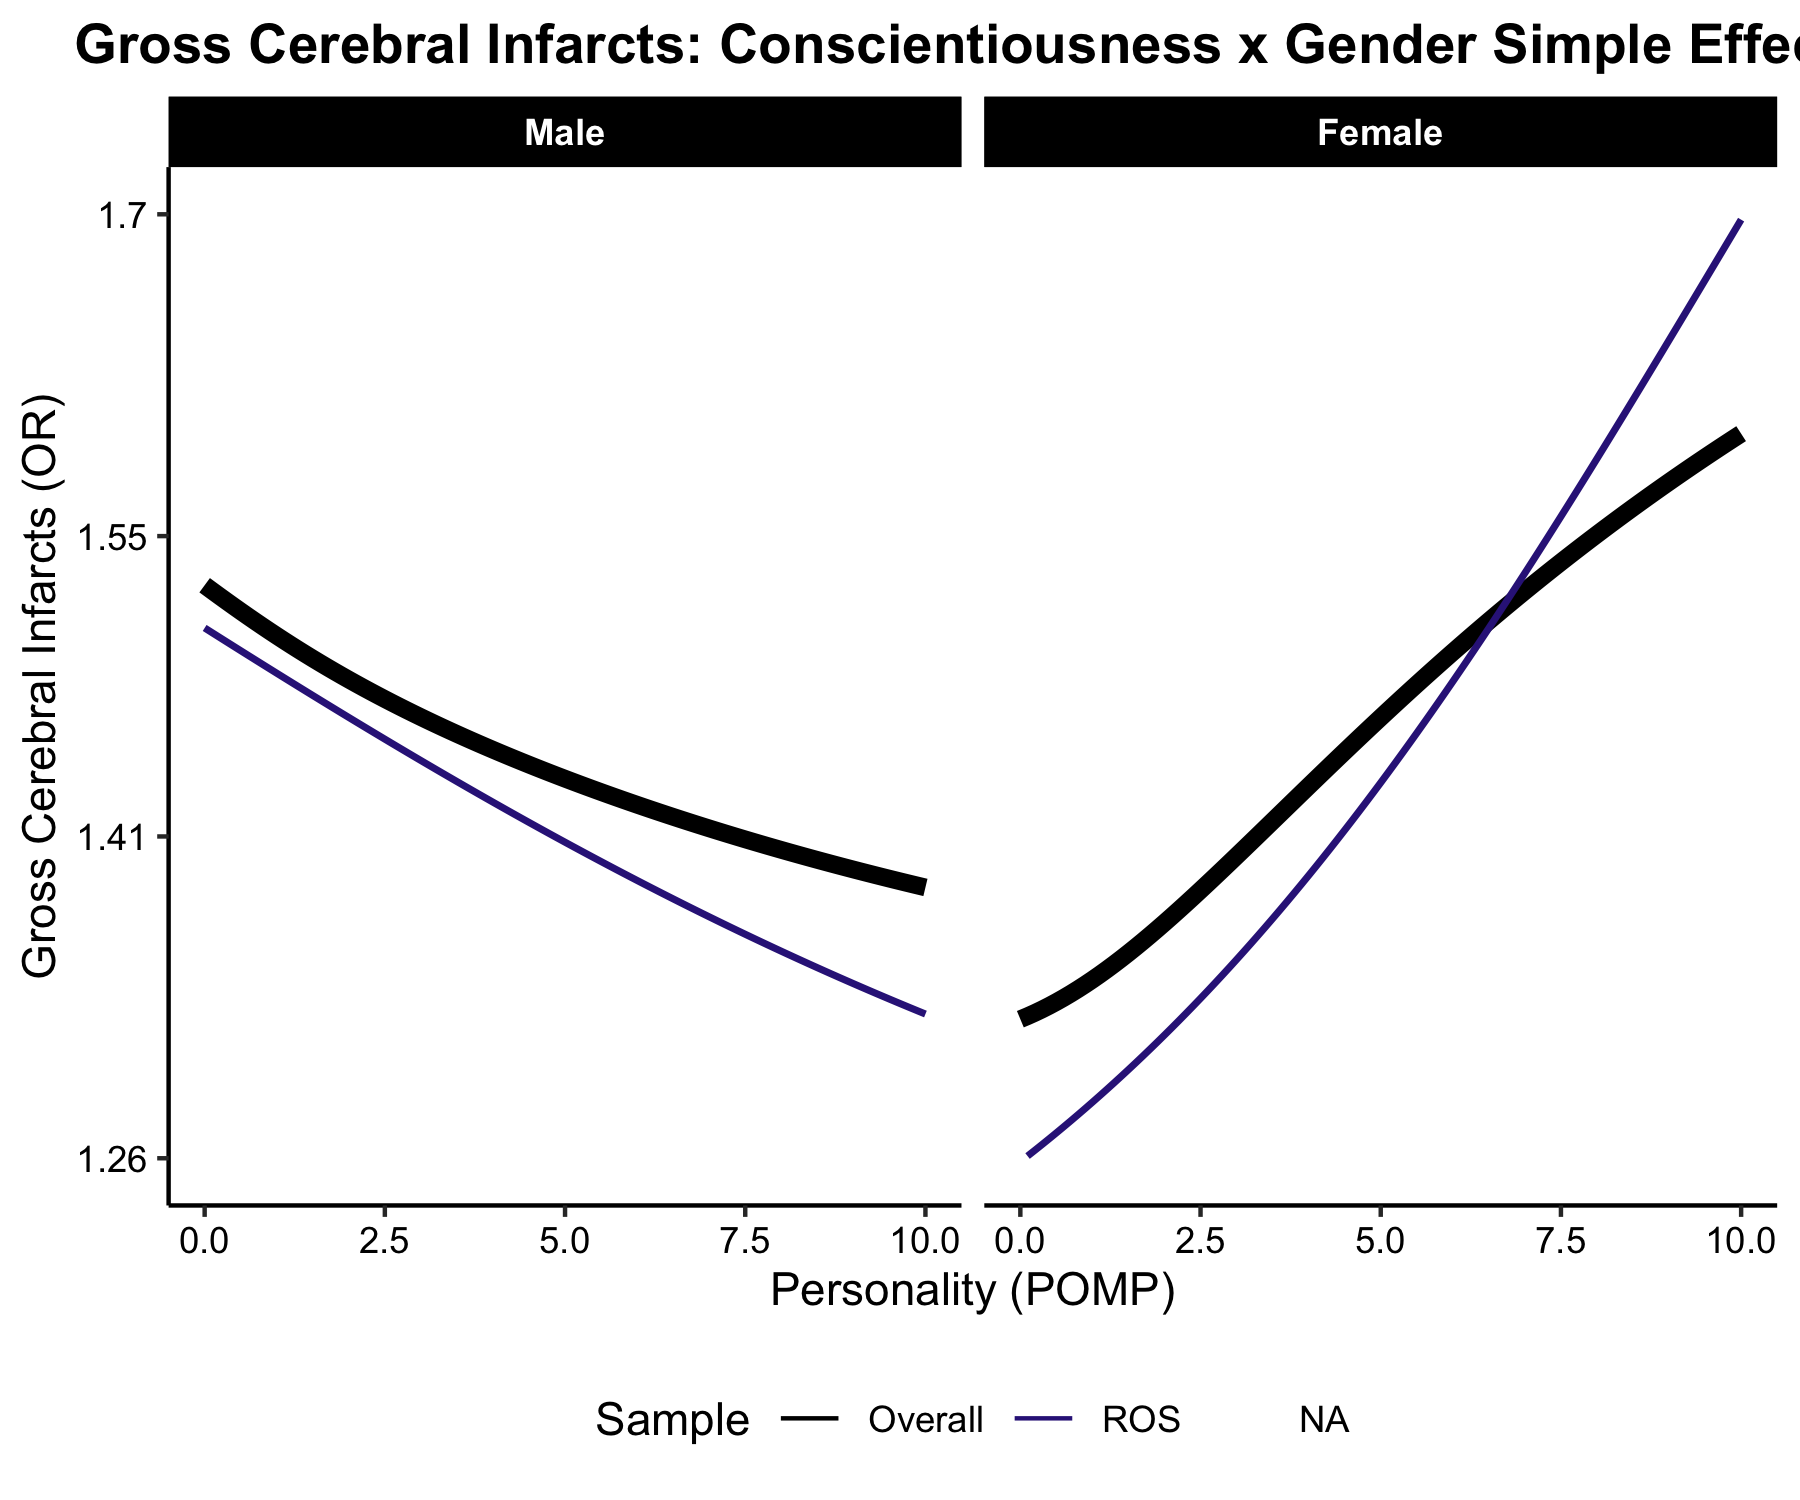 Gross Cerebral Infarcts: Conscientiousness x Gender Simple Effe
Male
Female
Gross Cerebral Infarcts (OR)
1.7
1.55
1.41
1.26
0.0 2.5 5.0 7.5 10.0
0.0 2.5 5.0 7.5 10.0
Personality (POMP)
Sample Overall ROS NA